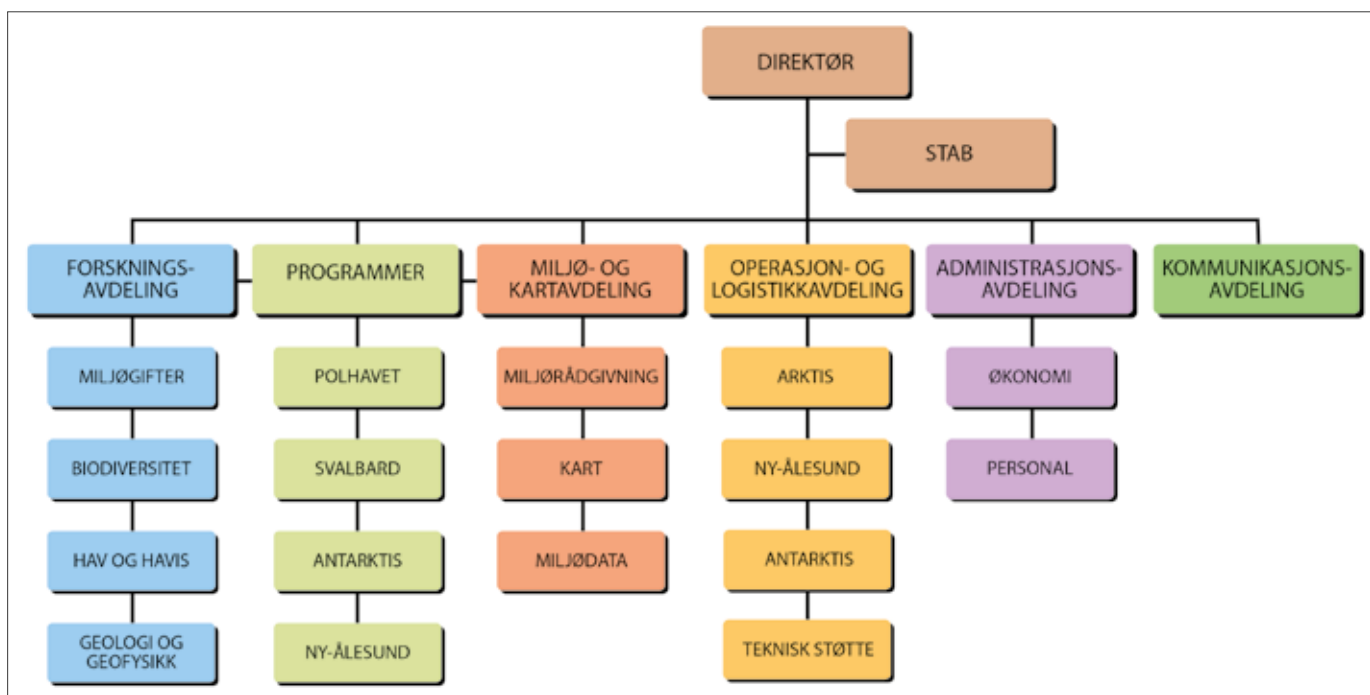 DIREKTØR
STAB
FORSKNINGS-
AVDELING
PROGRAMMER
MILJØ- OG
KARTAVDELING
OPERASJON- OG
LOGISTIKKAVDELING
ADMINISTRASJONS-
AVDELING
KOMMUNIKASJONS-
AVDELING
MILJØGIFTER
POLHAVET
MILJØRÅDGIVNING
ARKTIS
ØKONOMI
BIODIVERSITET
SVALBARD
KART
NY-ÅLESUND
PERSONAL
HAV OG HAVIS
ANTARKTIS
MILJØDATA
ANTARKTIS
GEOLOGI OG
GEOFYSIKK
NY-ÅLESUND
TEKNISK STØTTE